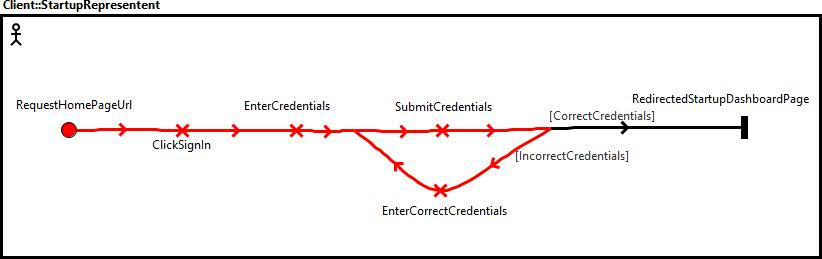 Client::StartupRepresentent
RequestHomePageUrl
ClickSignIn
EnterCredentials
SubmitCredentials
[CorrectCredentials]
RedirectedStartupDashboardPage
[IncorrectCredentials]
EnterCorrectCredentials